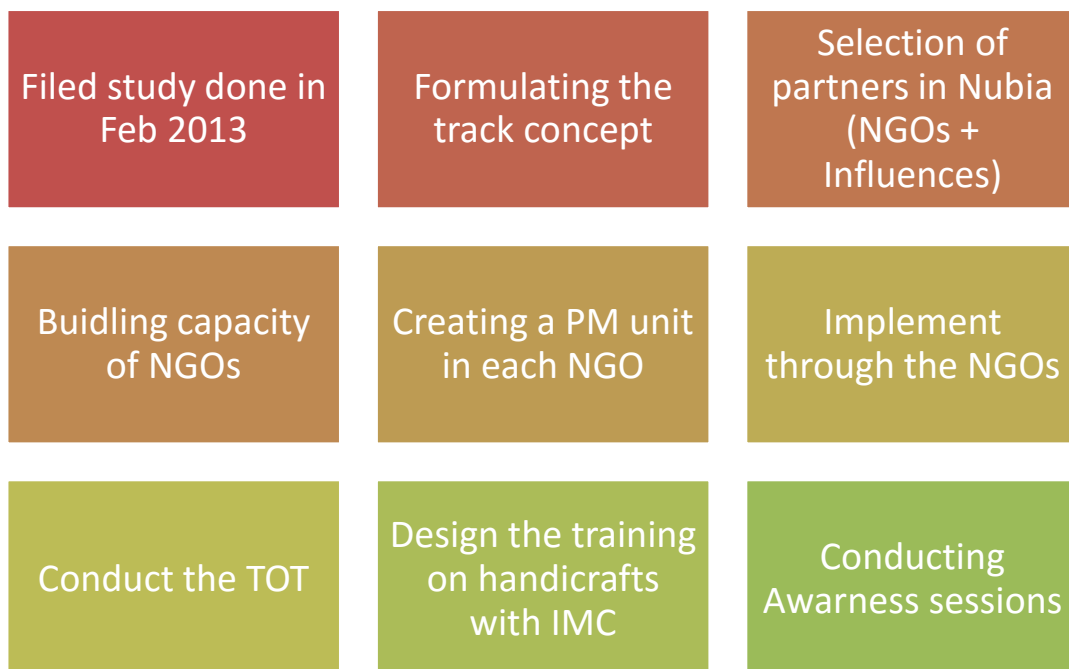 Filed study done in
Feb 2013
Formulating the
track concept
Selection of
partners in Nubia
(NGOs +
Influences)
Buidling capacity
of NGOs
Creating a PM unit
in each NGO
Implement
through the NGOs
Conduct the TOT
Design the training
on handicrafts
with IMC
Conducting
Awarness sessions